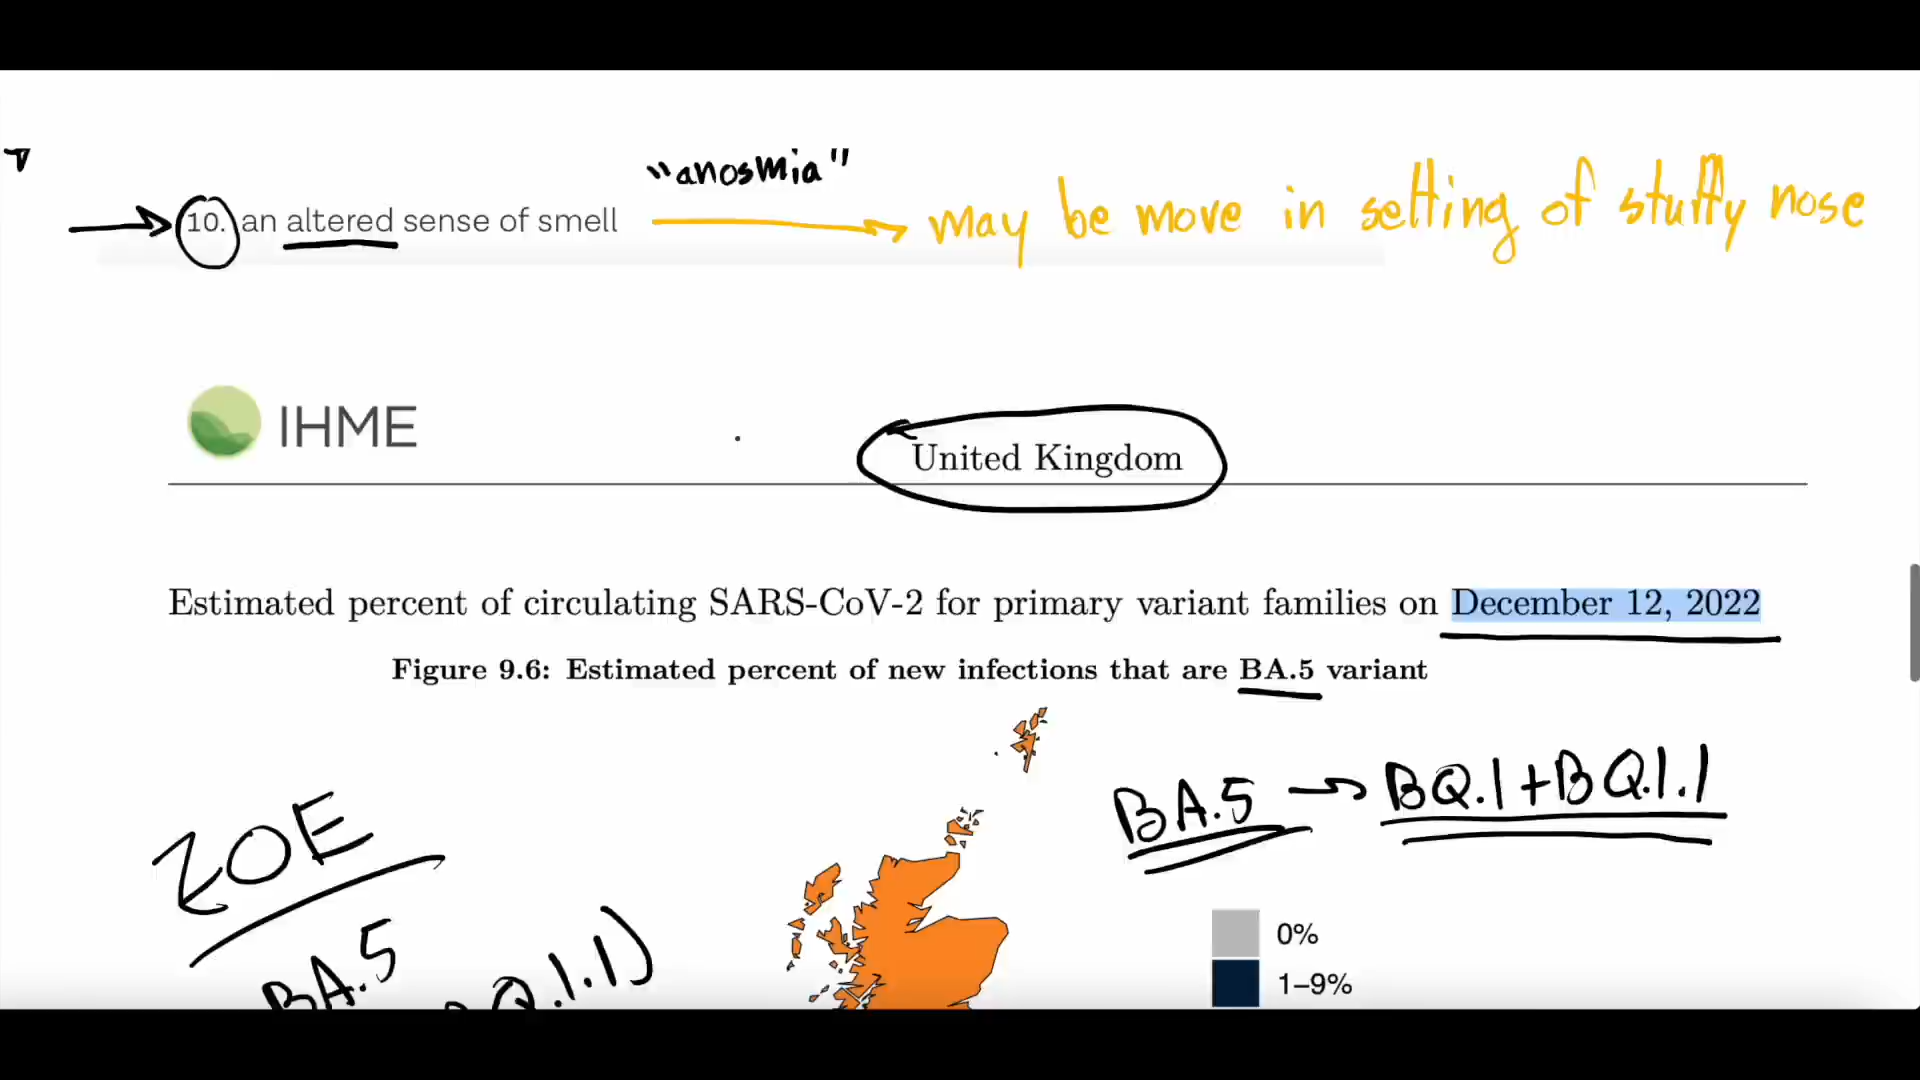 "anosmia"
10. an altered sense of smell
may be move in setting of stuffy nose
IHME
United Kingdom
Estimated percent of circulating SARS-CoV-2 for primary variant families on December 12, 2022
Figure 9.6: Estimated percent of new infections that are BA.5 variant
BA.5 → BQ.1+BQ.1.1
ZOE
BA.5
Q.1.1)
0%
1–9%